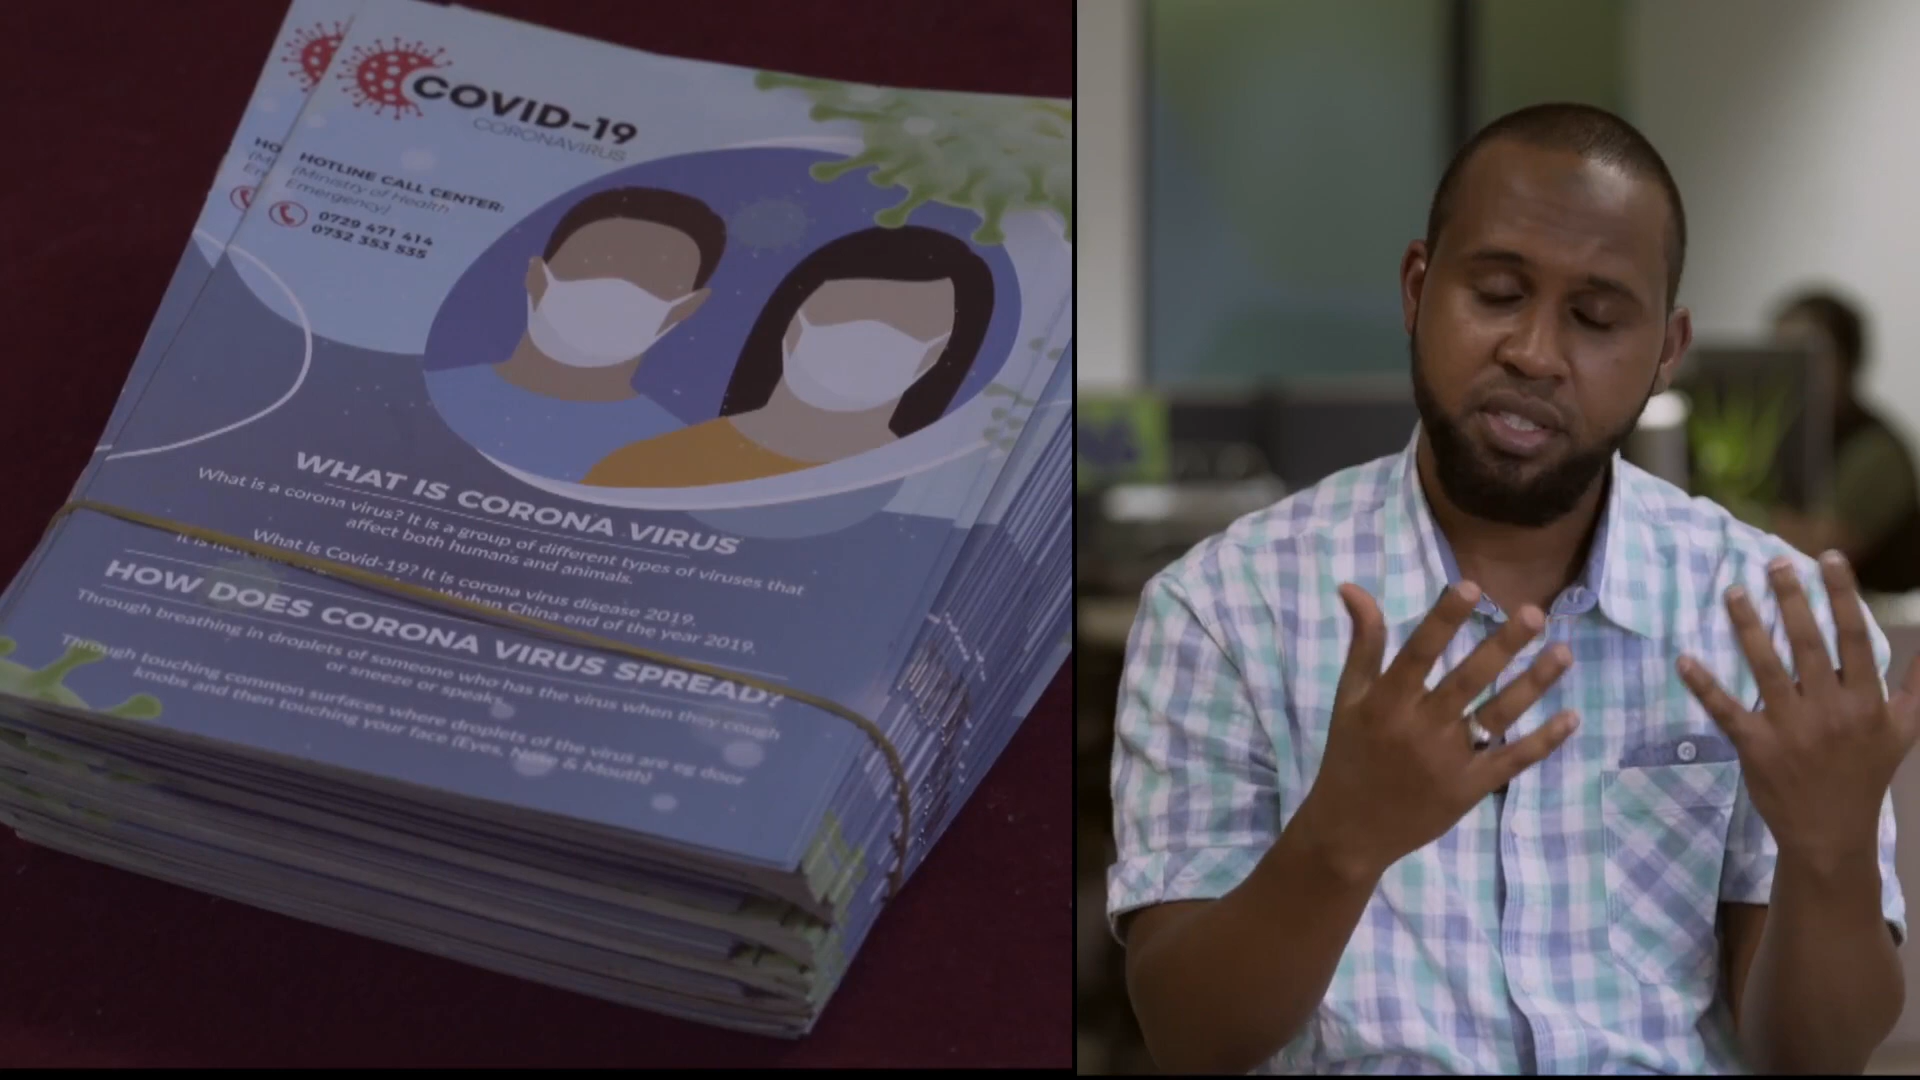 COVID-19
CORONAVIRUS
HO
HOTLINE CALL CENTER:
(Ministry of Health
Emergency)
0729 471 414
0732 353 535
WHAT IS CORONA VIRUS
What is a corona virus? It is a group of different types of viruses that
affect both humans and animals.
What is Covid-19? It is corona virus disease 2019.
Wuhan China end of the year 2019.
HOW DOES CORONA VIRUS SPREAD?
Through breathing in droplets of someone who has the virus when they cough
or sneeze or speak.
Through touching common surfaces where droplets of the virus are eg door
knobs and then touching your face (Eyes, Nose & Mouth)